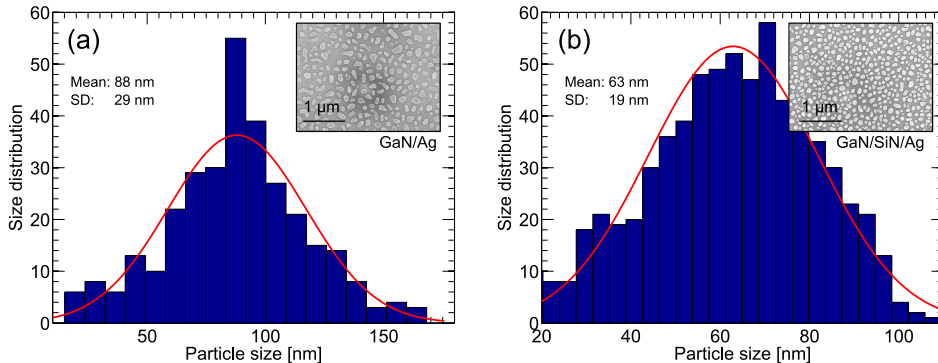 (a)
Mean: 88 nm
SD: 29 nm
1 µm
GaN/Ag
Size distribution
60
50
40
30
20
10
0
50
100
150
Particle size [nm]
(b)
Mean: 63 nm
SD: 19 nm
1 µm
GaN/SiN/Ag
Size distribution
60
50
40
30
20
10
0
20
40
60
80
100
Particle size [nm]